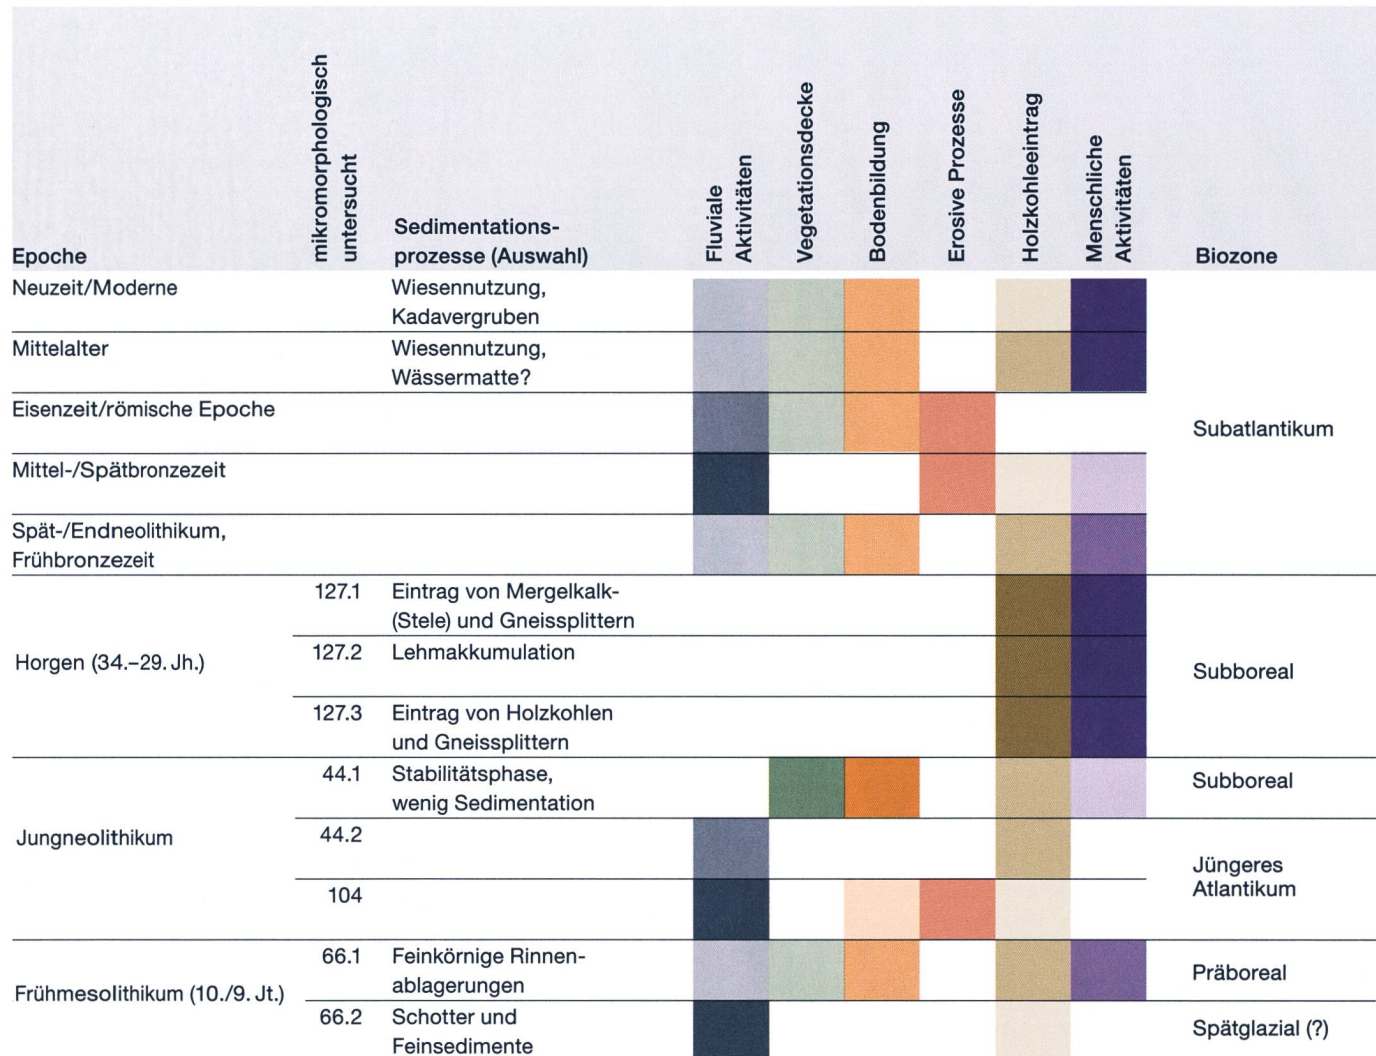 Epoche
mikromorphologisch
untersucht
Sedimentations-
prozesse (Auswahl)
Fluviale
Aktivitäten
Vegetationsdecke
Bodenbildung
Erosive Prozesse
Holzkohleeintrag
Menschliche
Aktivitäten
Biozone
Neuzeit/Moderne
Wiesennutzung,
Kadavergruben
Mittelalter
Wiesennutzung,
Wässermatte?
Eisenzeit/römische Epoche
Subatlantikum
Mittel-/Spätbronzezeit
Spät-/Endneolithikum,
Frühbronzezeit
Horgen (34.–29. Jh.)
127.1
Eintrag von Mergelkalk-
(Stele) und Gneissplittern
127.2
Lehmakkumulation
Subboreal
127.3
Eintrag von Holzkohlen
und Gneissplittern
Jungneolithikum
44.1
Stabilitätsphase,
wenig Sedimentation
Subboreal
44.2
Jüngeres
Atlantikum
104
Frühmesolithikum (10./9. Jt.)
66.1
Feinkörnige Rinnen-
ablagerungen
Präboreal
66.2
Schotter und
Feinsedimente
Spätglazial (?)